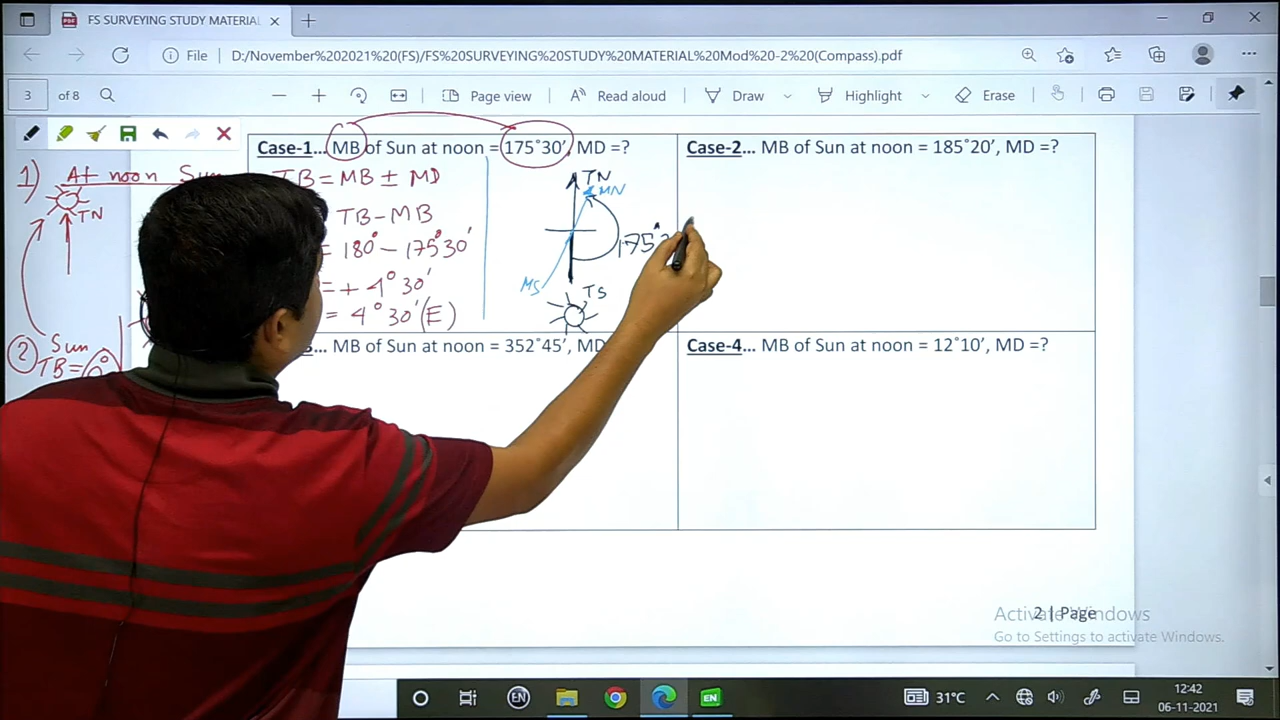 FS SURVEYING STUDY MATERIAL
File D:/November%202021%20(FS)/FS%20SURVEYING%20STUDY%20MATERIAL%20Mod%20-2%20(Compass).pdf
3 of 8 Page view Read aloud Draw Highlight Erase
Case-1... MB of Sun at noon = 175°30', MD =?
TB = MB ± MD
TB - MB
= 180° - 175°30'
= + 4°30'
= 4°30' (E)
TN
MN
175°
MS
TS
Case-2... MB of Sun at noon = 185°20', MD =?
1) At noon Sun
TN
2 Sun
TB = 0°
MB of Sun at noon = 352°45', MD
Case-4... MB of Sun at noon = 12°10', MD =?
2 | Page
Activate Windows
Go to Settings to activate Windows.
EN
EN
31°C
12:42
06-11-2021